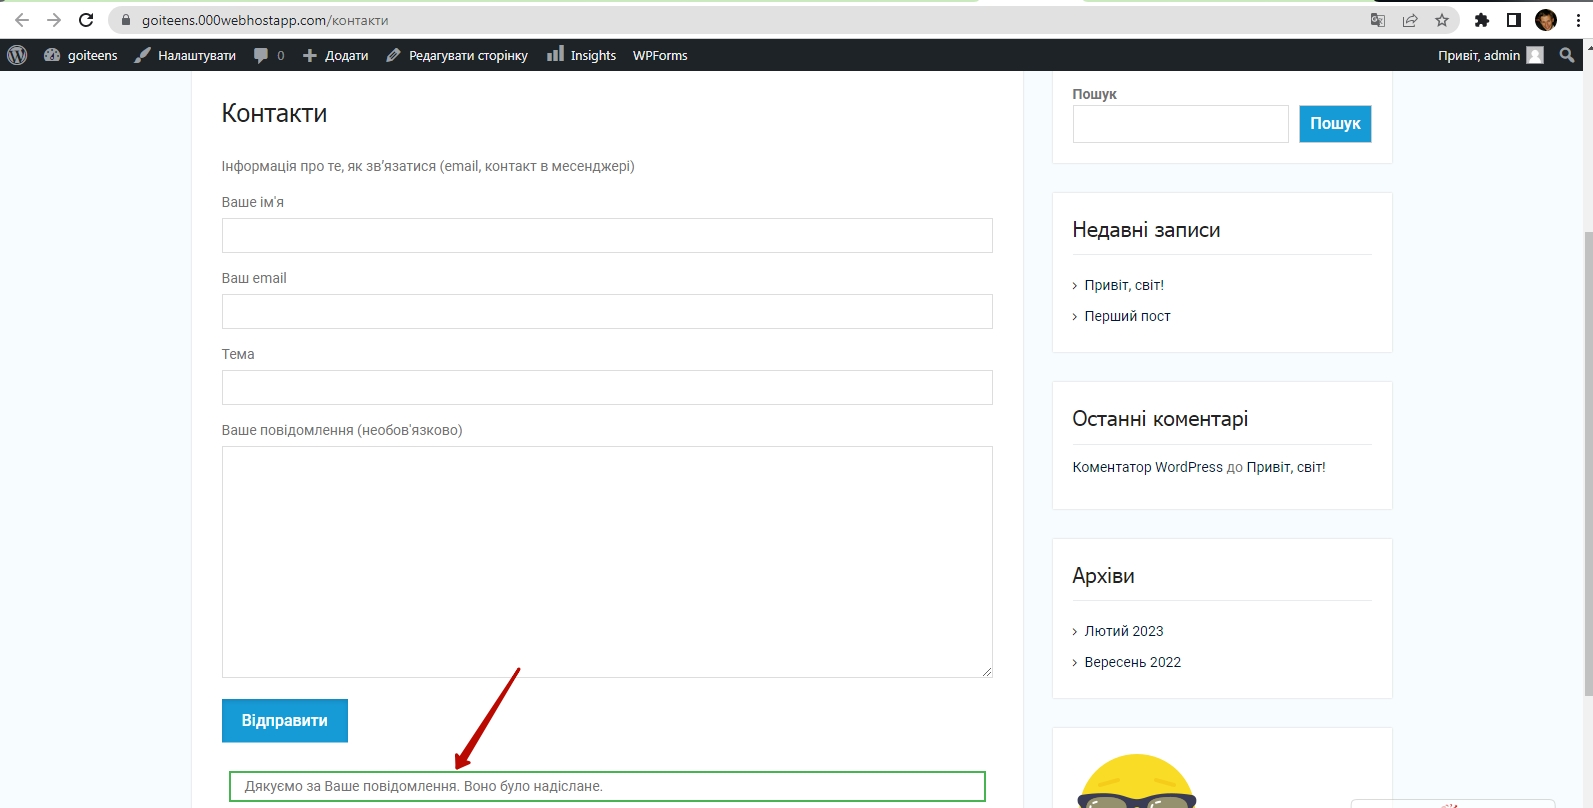 goiteens.000webhostapp.com/контакти
goiteens Налаштувати 0 Додати Редагувати сторінку Insights WPForms Привіт, admin
Контакти
Інформація про те, як зв’язатися (email, контакт в месенджері)
Ваше ім'я
Ваш email
Тема
Ваше повідомлення (необов'язково)
Відправити
Дякуємо за Ваше повідомлення. Воно було надіслане.
Пошук
Пошук
Недавні записи
Привіт, світ!
Перший пост
Останні коментарі
Коментатор WordPress до Привіт, світ!
Архіви
Лютий 2023
Вересень 2022